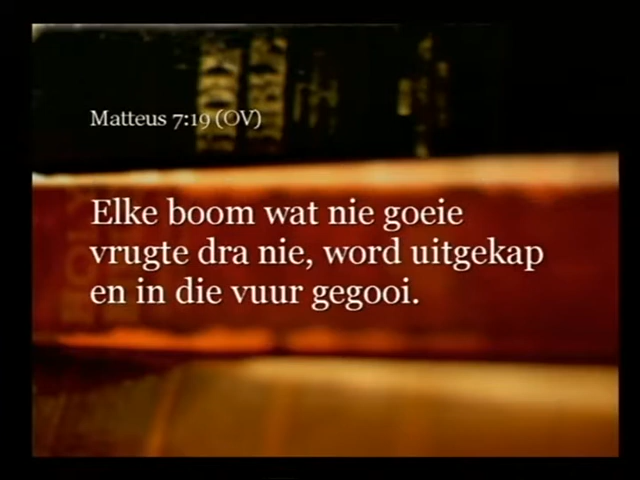 Matteus 7:19 (OV)
Elke boom wat nie goeie
vrugte dra nie, word uitgekap
en in die vuur gegooi.